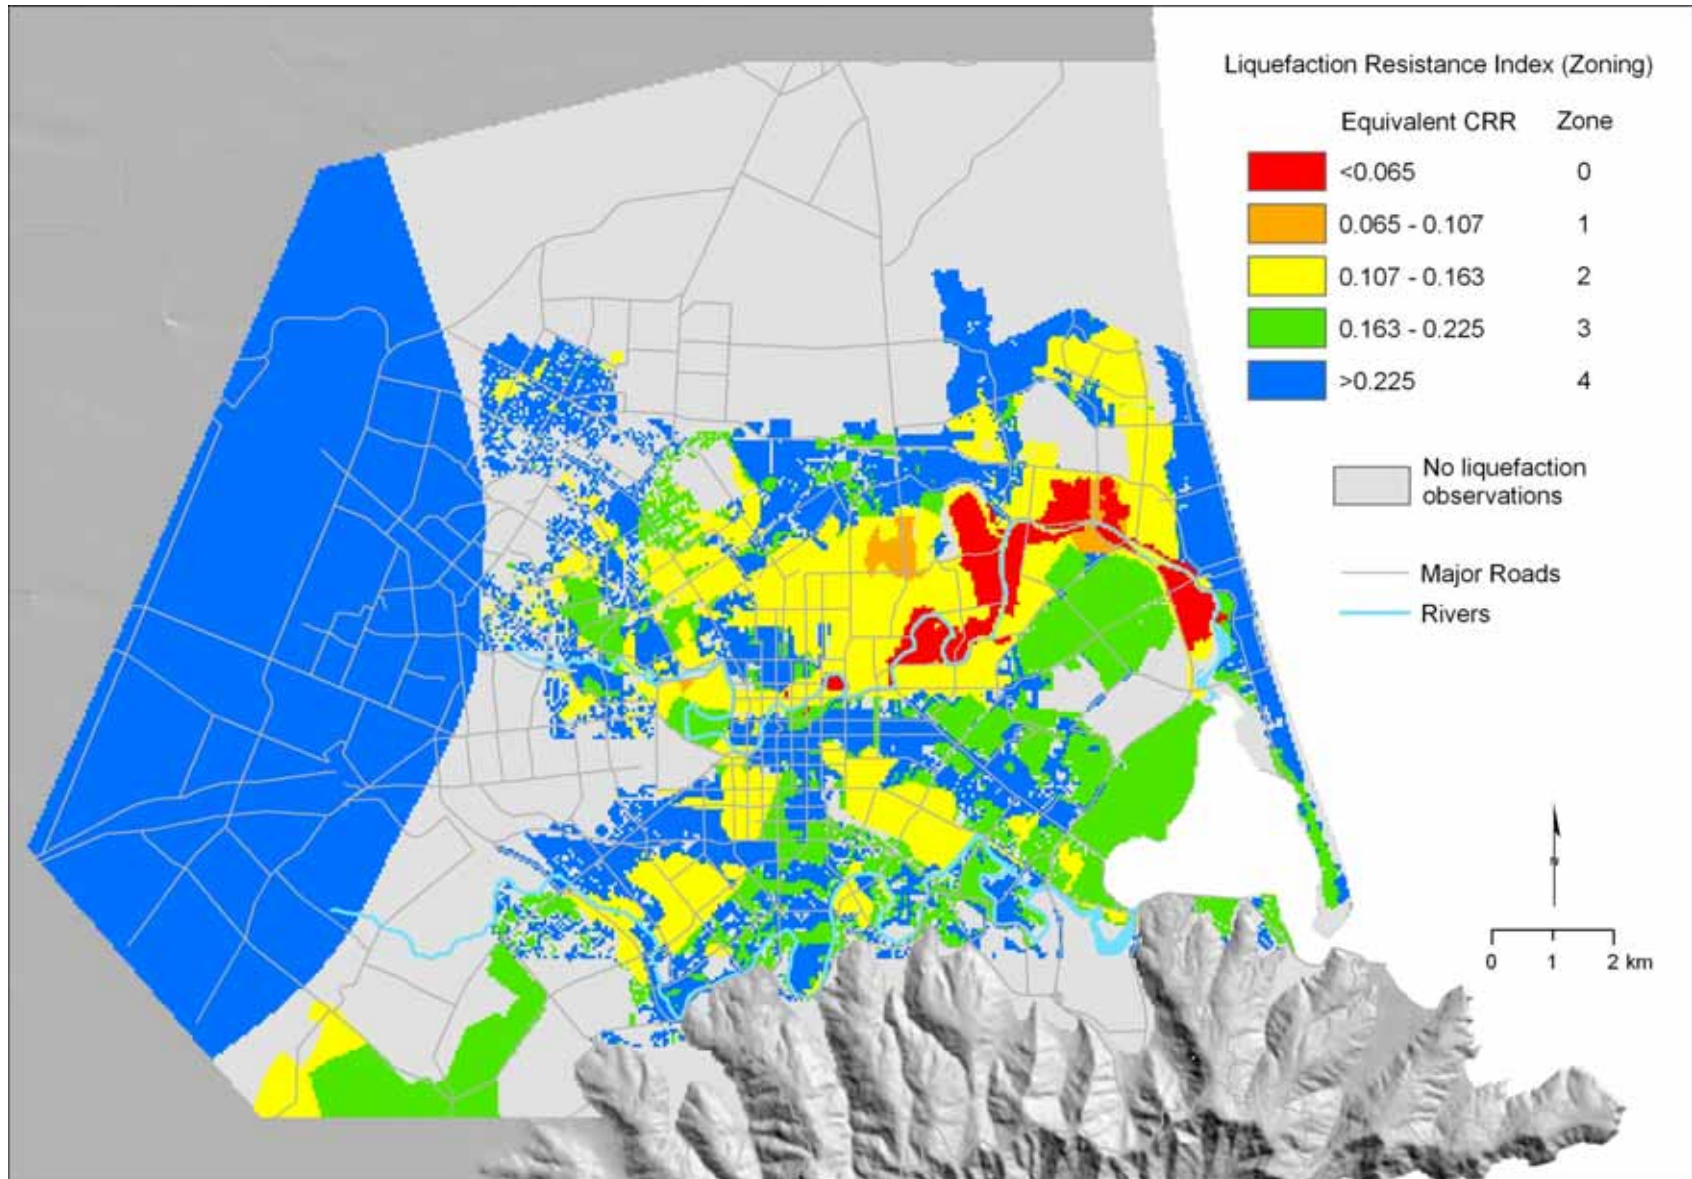 Liquefaction Resistance Index (Zoning)
Equivalent CRR Zone
<0.065 0
0.065 - 0.107 1
0.107 - 0.163 2
0.163 - 0.225 3
>0.225 4
No liquefaction
observations
Major Roads
Rivers
0 1 2 km